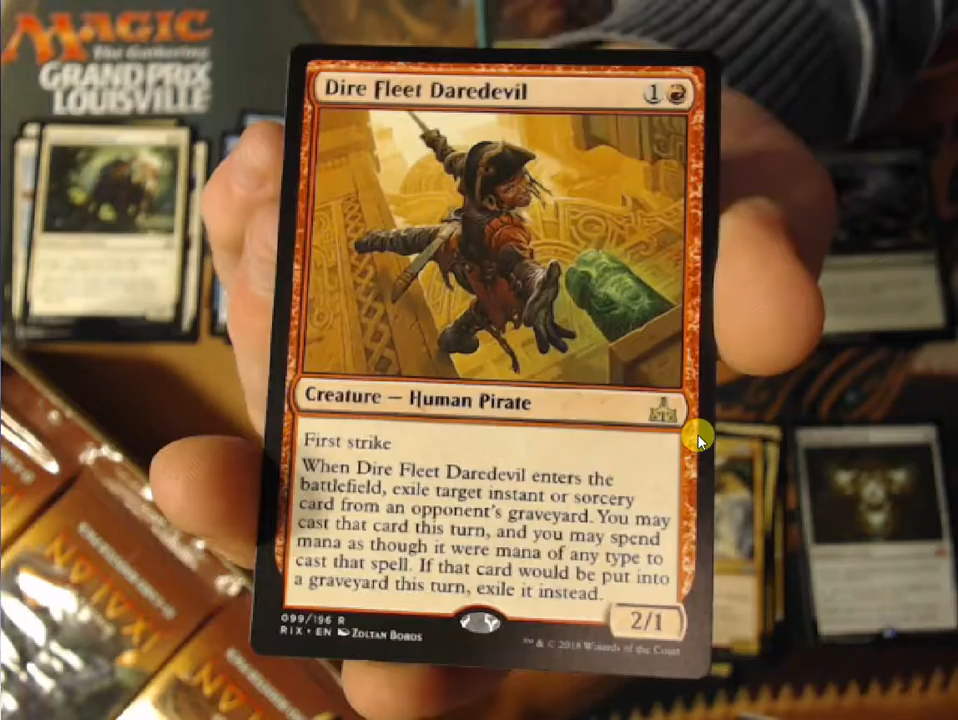 MAGIC
The Gathering
GRAND PRIX
LOUISVILLE
Dire Fleet Daredevil
1
Creature — Human Pirate
First strike
When Dire Fleet Daredevil enters the
battlefield, exile target instant or sorcery
card from an opponent's graveyard. You may
cast that card this turn, and you may spend
mana as though it were mana of any type to
cast that spell. If that card would be put into
a graveyard this turn, exile it instead.
2/1
099/196 R
RIX • EN Zoltan Boros
™ & © 2018 Wizards of the Coast
IXALAN
IXALAN